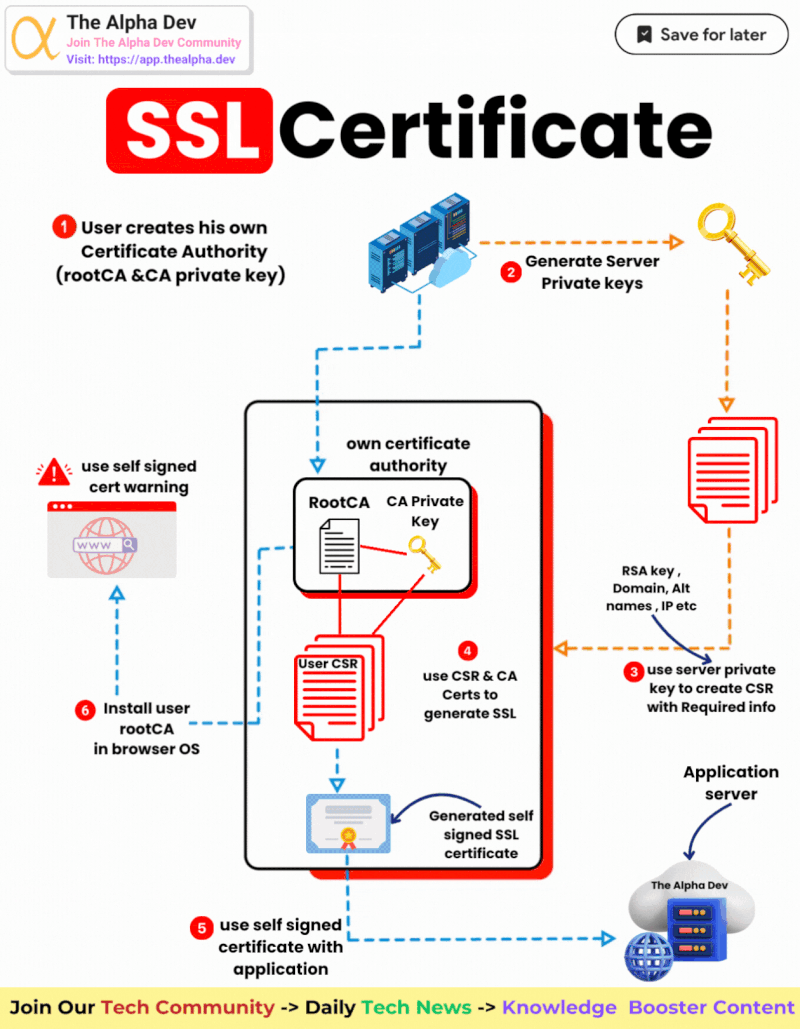 The Alpha Dev
Join The Alpha Dev Community
Visit: https://app.thealpha.dev
Save for later
SSL Certificate
1 User creates his own
Certificate Authority
(rootCA &CA private key)
2 Generate Server
Private keys
own certificate
authority
RootCA
CA Private
Key
use self signed
cert warning
www
RSA key ,
Domain, Alt
names , IP etc
User CSR
4
use CSR & CA
Certs to
generate SSL
3 use server private
key to create CSR
with Required info
6 Install user
rootCA
in browser OS
Generated self
signed SSL
certificate
Application
server
The Alpha Dev
5 use self signed
certificate with
application
Join Our Tech Community -> Daily Tech News -> Knowledge Booster Content